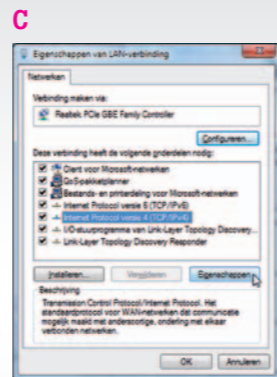 C
Eigenschappen van LAN-verbinding
Netwerken
Verbinding maken via:
Realtek PCIe GBE Family Controller
Configureren...
Deze verbinding heeft de volgende onderdelen nodig:
Client voor Microsoft-netwerken
QoS-pakketplanner
Bestands- en printerdeling voor Microsoft-netwerken
Internet Protocol versie 6 (TCP/IPv6)
Internet Protocol versie 4 (TCP/IPv4)
I/O-stuurprogramma van Link-Layer Topology Discovery...
Link-Layer Topology Discovery Responder
Installeren...
Verwijderen
Eigenschappen
Beschrijving
Transmission Control Protocol/Internet Protocol. Het
standaardprotocol voor WAN-netwerken dat communicatie
mogelijk maakt met anderssoortige, onderling met elkaar
verbonden netwerken.
OK
Annuleren